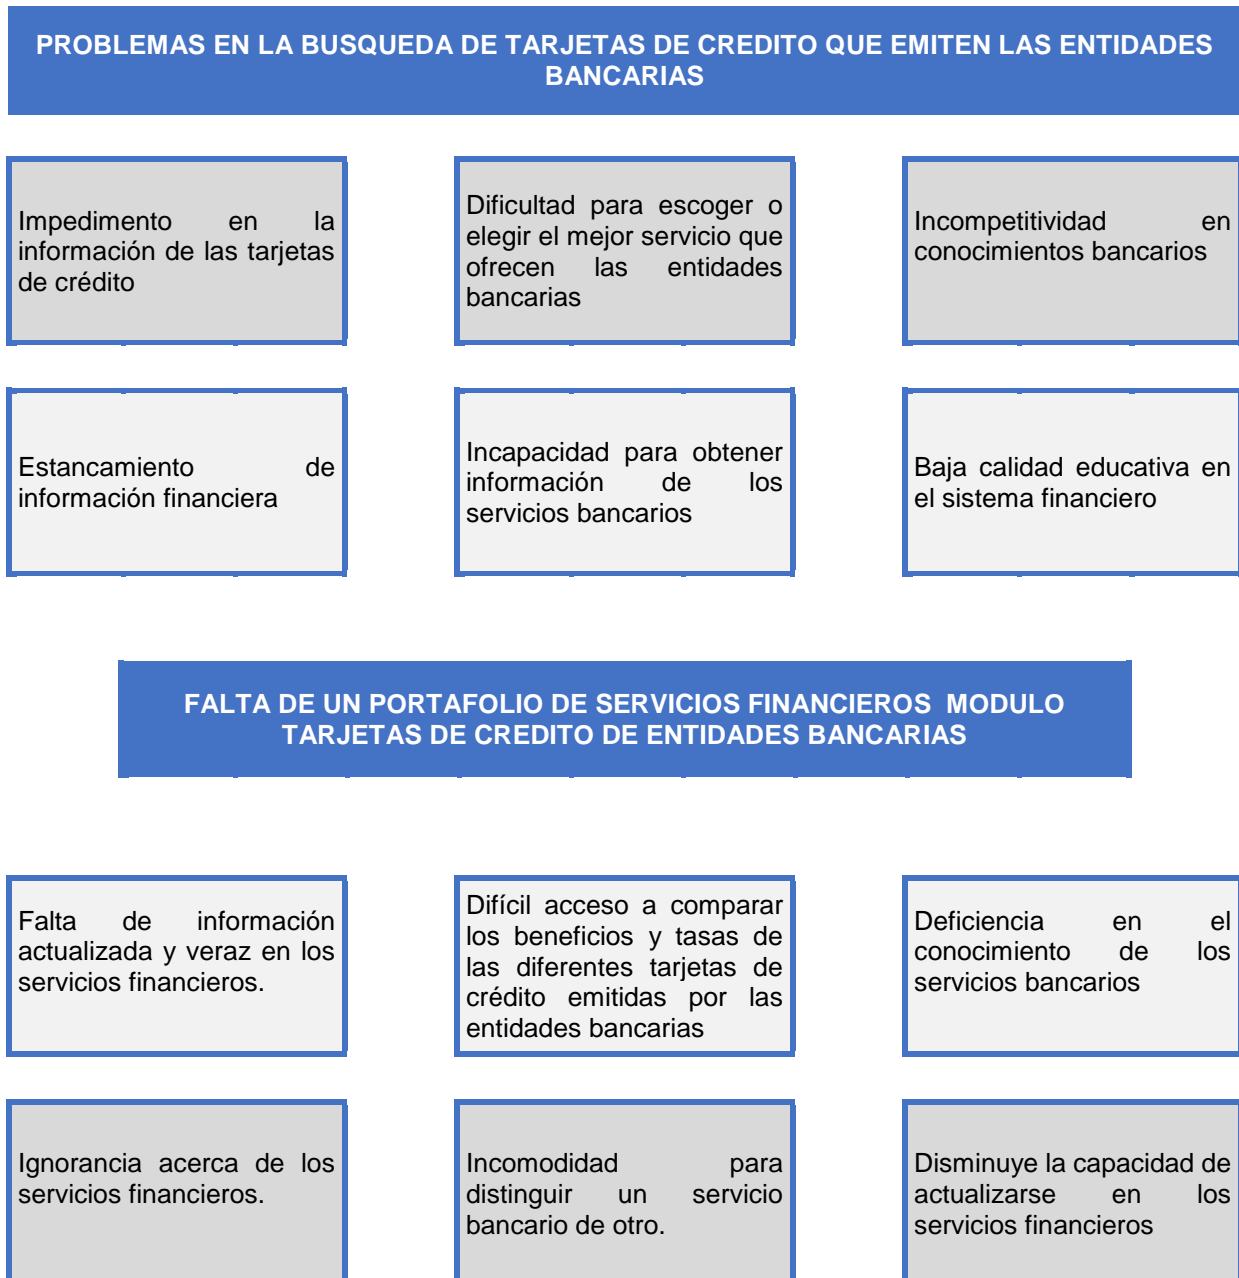 PROBLEMAS EN LA BUSQUEDA DE TARJETAS DE CREDITO QUE EMITEN LAS ENTIDADES
BANCARIAS
Impedimento en la
información de las tarjetas
de crédito
Dificultad para escoger o
elegir el mejor servicio que
ofrecen las entidades
bancarias
Incompetitividad en
conocimientos bancarios
Estancamiento de
información financiera
Incapacidad para obtener
información de los
servicios bancarios
Baja calidad educativa en
el sistema financiero
FALTA DE UN PORTAFOLIO DE SERVICIOS FINANCIEROS MODULO
TARJETAS DE CREDITO DE ENTIDADES BANCARIAS
Falta de información
actualizada y veraz en los
servicios financieros.
Difícil acceso a comparar
los beneficios y tasas de
las diferentes tarjetas de
crédito emitidas por las
entidades bancarias
Deficiencia en el
conocimiento de los
servicios bancarios
Ignorancia acerca de los
servicios financieros.
Incomodidad para
distinguir un servicio
bancario de otro.
Disminuye la capacidad de
actualizarse en los
servicios financieros